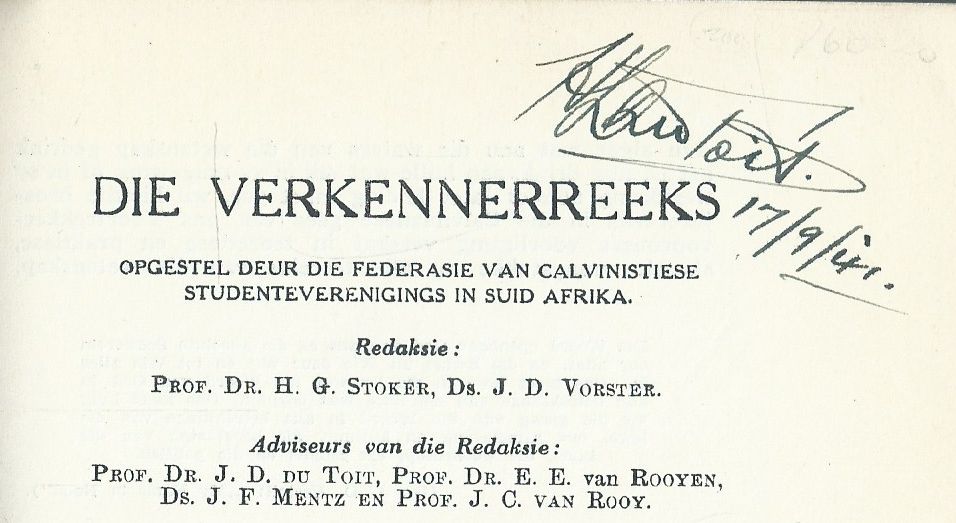 du Toit.
17/9/41.
DIE VERKENNERREEKS
OPGESTEL DEUR DIE FEDERASIE VAN CALVINISTIESE
STUDENTEVERENIGINGS IN SUID AFRIKA.
Redaksie:
PROF. DR. H. G. STOKER, DS. J. D. VORSTER.
Adviseurs van die Redaksie:
PROF. DR. J. D. DU TOIT, PROF. DR. E. E. van ROOYEN,
DS. J. F. MENTZ EN PROF. J. C. VAN ROOY.